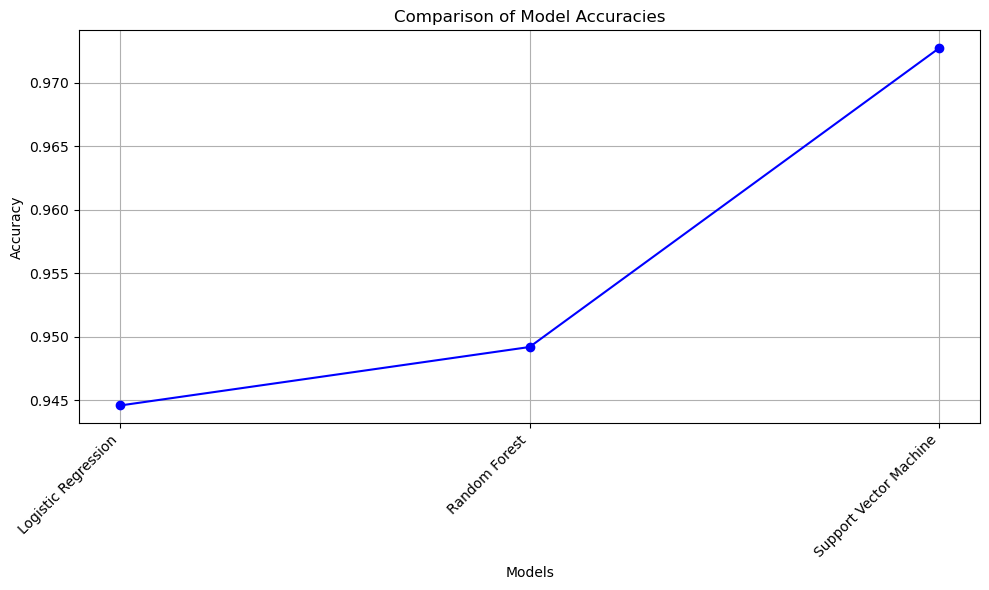 Comparison of Model Accuracies
0.970
0.965
0.960
0.955
0.950
0.945
Accuracy
Logistic Regression
Random Forest
Support Vector Machine
Models